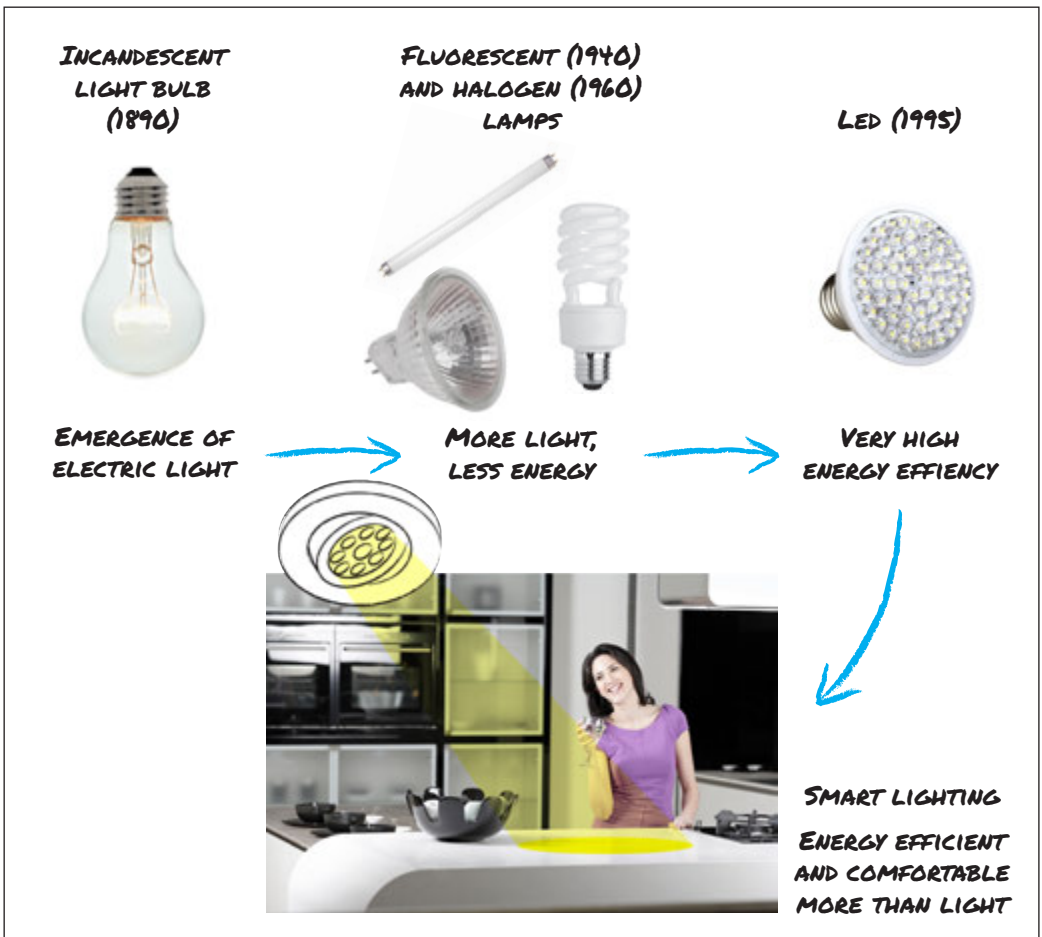 Incandescent
light bulb
(1890)
Fluorescent (1940)
and halogen (1960)
lamps
Led (1995)
Emergence of
electric light
More light,
less energy
Very high
energy effiency
Smart lighting
Energy efficient
and comfortable
more than light